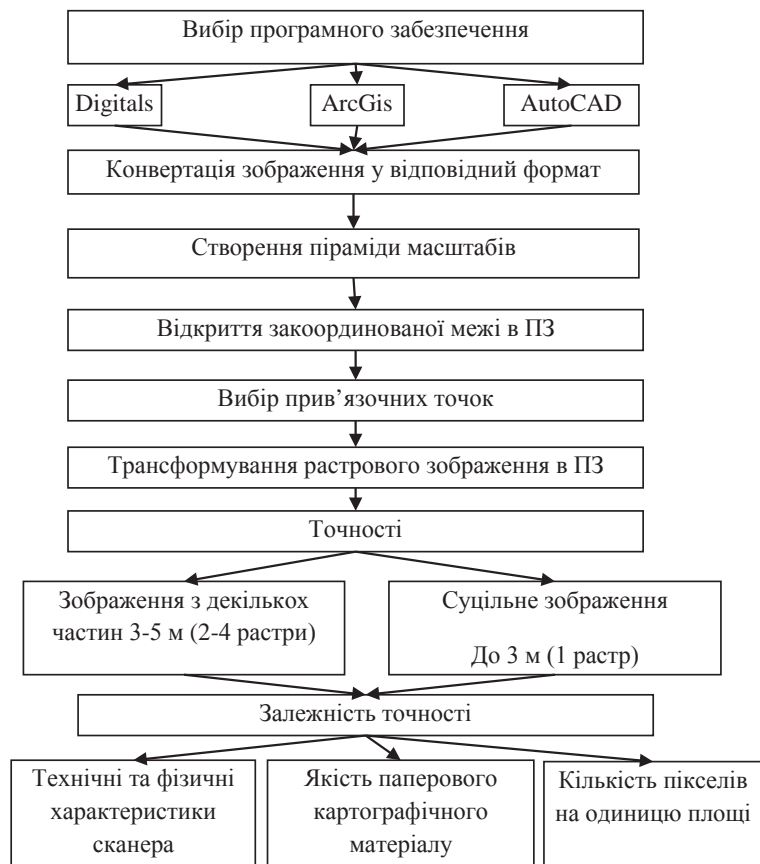 Вибір програмного забезпечення
Digitals
ArcGis
AutoCAD
Конвертація зображення у відповідний формат
Створення піраміди масштабів
Відкриття закоординованої межі в ПЗ
Вибір прив’язочних точок
Трансформування растрового зображення в ПЗ
Точності
Зображення з декількох
частин 3-5 м (2-4 растри)
Суцільне зображення
До 3 м (1 растр)
Залежність точності
Технічні та фізичні
характеристики
сканера
Якість паперового
картографічного
матеріалу
Кількість пікселів
на одиницю площі